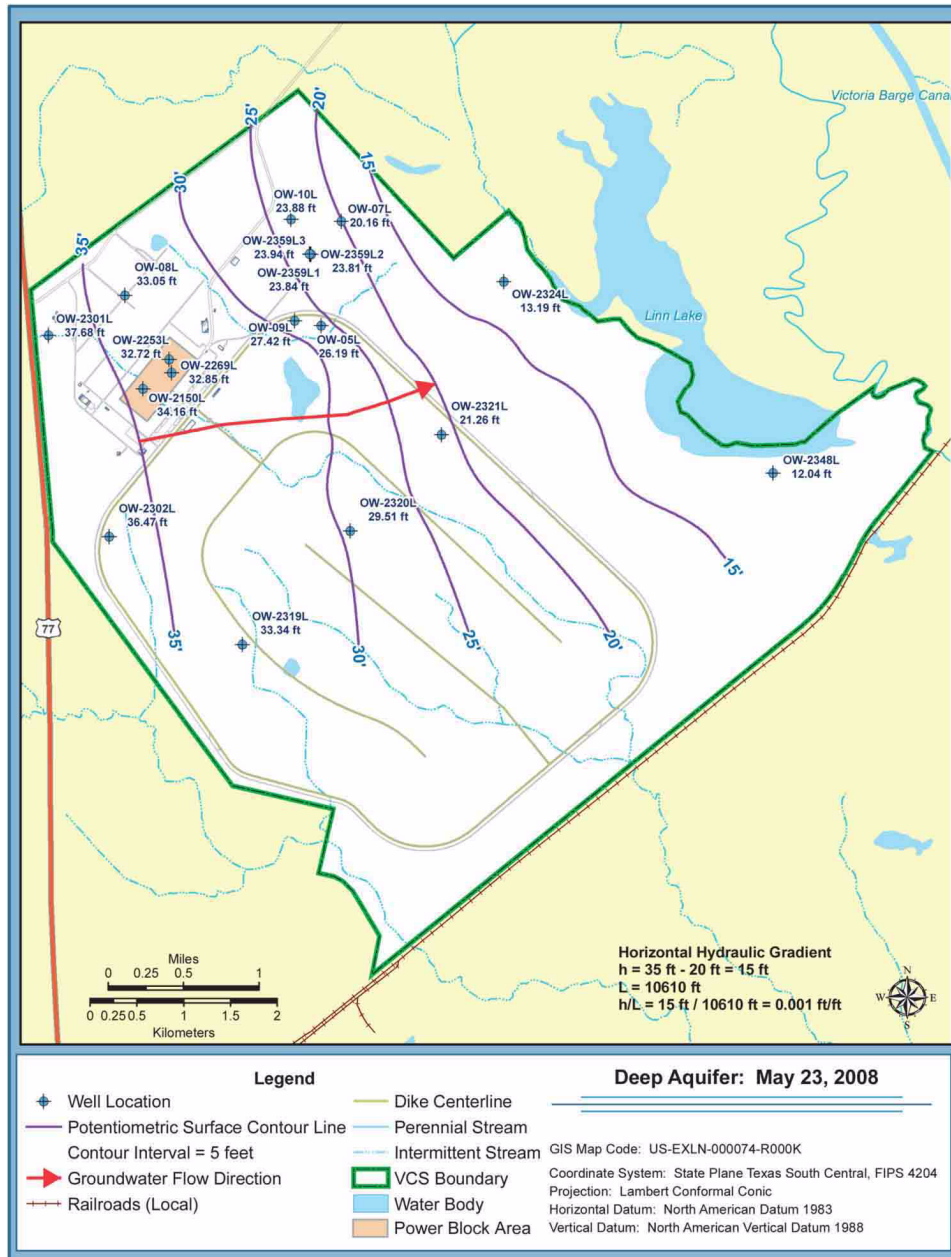 Victoria Barge Canal
20'
25'
15'
30'
35'
OW-10L
23.88 ft
OW-07L
20.16 ft
OW-2359L3
23.94 ft
OW-2359L2
23.81 ft
OW-2359L1
23.84 ft
OW-08L
33.05 ft
OW-2324L
13.19 ft
Linn Lake
OW-2301L
37.68 ft
OW-09L
27.42 ft
OW-05L
26.19 ft
OW-2253L
32.72 ft
OW-2269L
32.85 ft
OW-2150L
34.16 ft
OW-2321L
21.26 ft
OW-2348L
12.04 ft
OW-2302L
36.47 ft
OW-2320L
29.51 ft
15'
OW-2319L
33.34 ft
77
35'
30'
25'
20'
Miles
0 0.25 0.5 1
0 0.25 0.5 1 1.5 2
Kilometers
Horizontal Hydraulic Gradient
h = 35 ft - 20 ft = 15 ft
L = 10610 ft
h/L = 15 ft / 10610 ft = 0.001 ft/ft
N
W E
S
Legend
Well Location
Potentiometric Surface Contour Line
Contour Interval = 5 feet
Groundwater Flow Direction
Railroads (Local)
Dike Centerline
Perennial Stream
Intermittent Stream
VCS Boundary
Water Body
Power Block Area
Deep Aquifer: May 23, 2008
GIS Map Code: US-EXLN-000074-R000K
Coordinate System: State Plane Texas South Central, FIPS 4204
Projection: Lambert Conformal Conic
Horizontal Datum: North American Datum 1983
Vertical Datum: North American Vertical Datum 1988